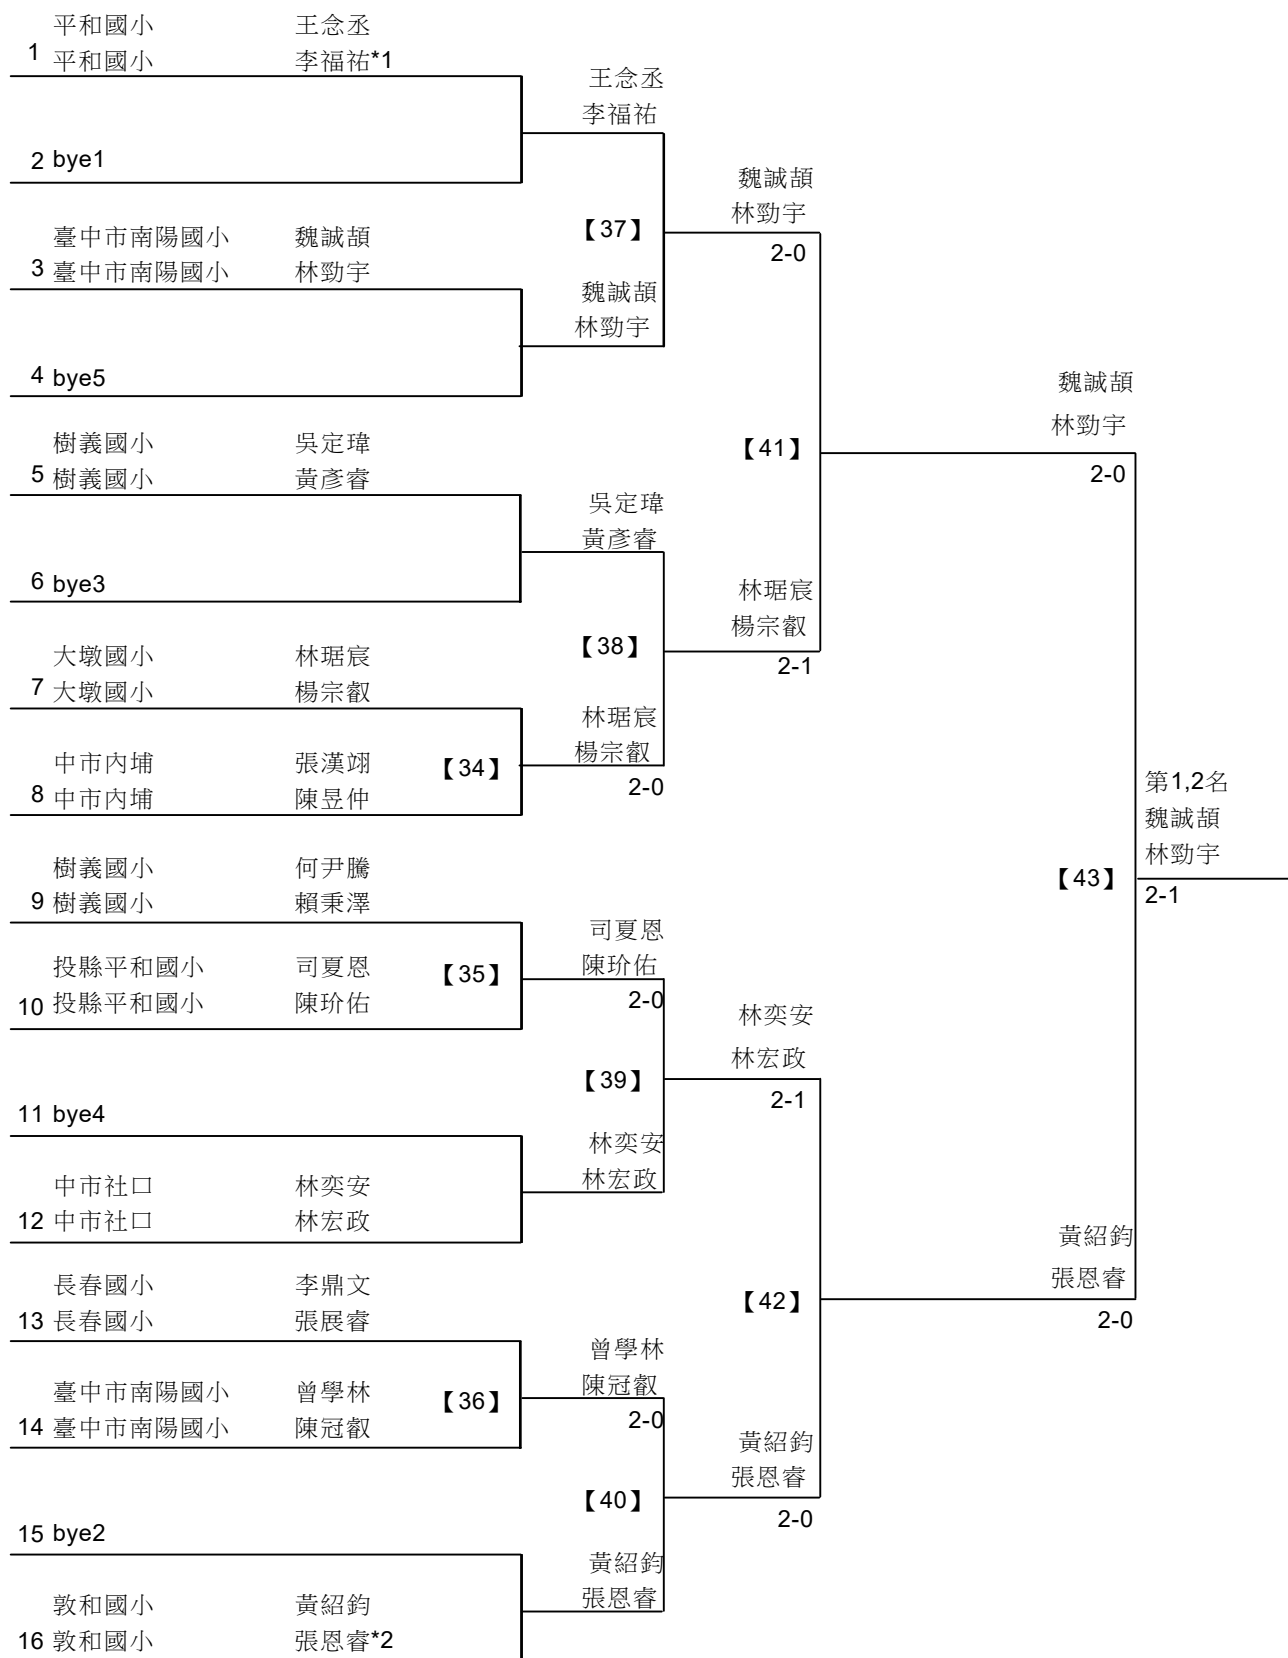 平和國小 王念丞
1 平和國小 李福祐*1
王念丞
李福祐
2 bye1
魏誠頡
林勁宇
2-0
【37】
臺中市南陽國小 魏誠頡
3 臺中市南陽國小 林勁宇
魏誠頡
林勁宇
4 bye5
魏誠頡
林勁宇
2-0
【41】
樹義國小 吳定瑋
5 樹義國小 黃彥睿
吳定瑋
黃彥睿
6 bye3
林琚宸
楊宗叡
2-1
【38】
大墩國小 林琚宸
7 大墩國小 楊宗叡
林琚宸
楊宗叡
2-0
中市內埔 張漢翊 【34】
8 中市內埔 陳昱仲
第1,2名
魏誠頡
林勁宇
2-1
【43】
樹義國小 何尹騰
9 樹義國小 賴秉澤
司夏恩
陳玠佑
2-0
投縣平和國小 司夏恩 【35】
10 投縣平和國小 陳玠佑
林奕安
林宏政
2-1
【39】
11 bye4
林奕安
林宏政
中市社口 林奕安
12 中市社口 林宏政
黃紹鈞
張恩睿
2-0
長春國小 李鼎文
13 長春國小 張展睿
【42】
曾學林
陳冠叡
2-0
臺中市南陽國小 曾學林 【36】
14 臺中市南陽國小 陳冠叡
黃紹鈞
張恩睿
2-0
【40】
15 bye2
黃紹鈞
張恩睿
敦和國小 黃紹鈞
16 敦和國小 張恩睿*2